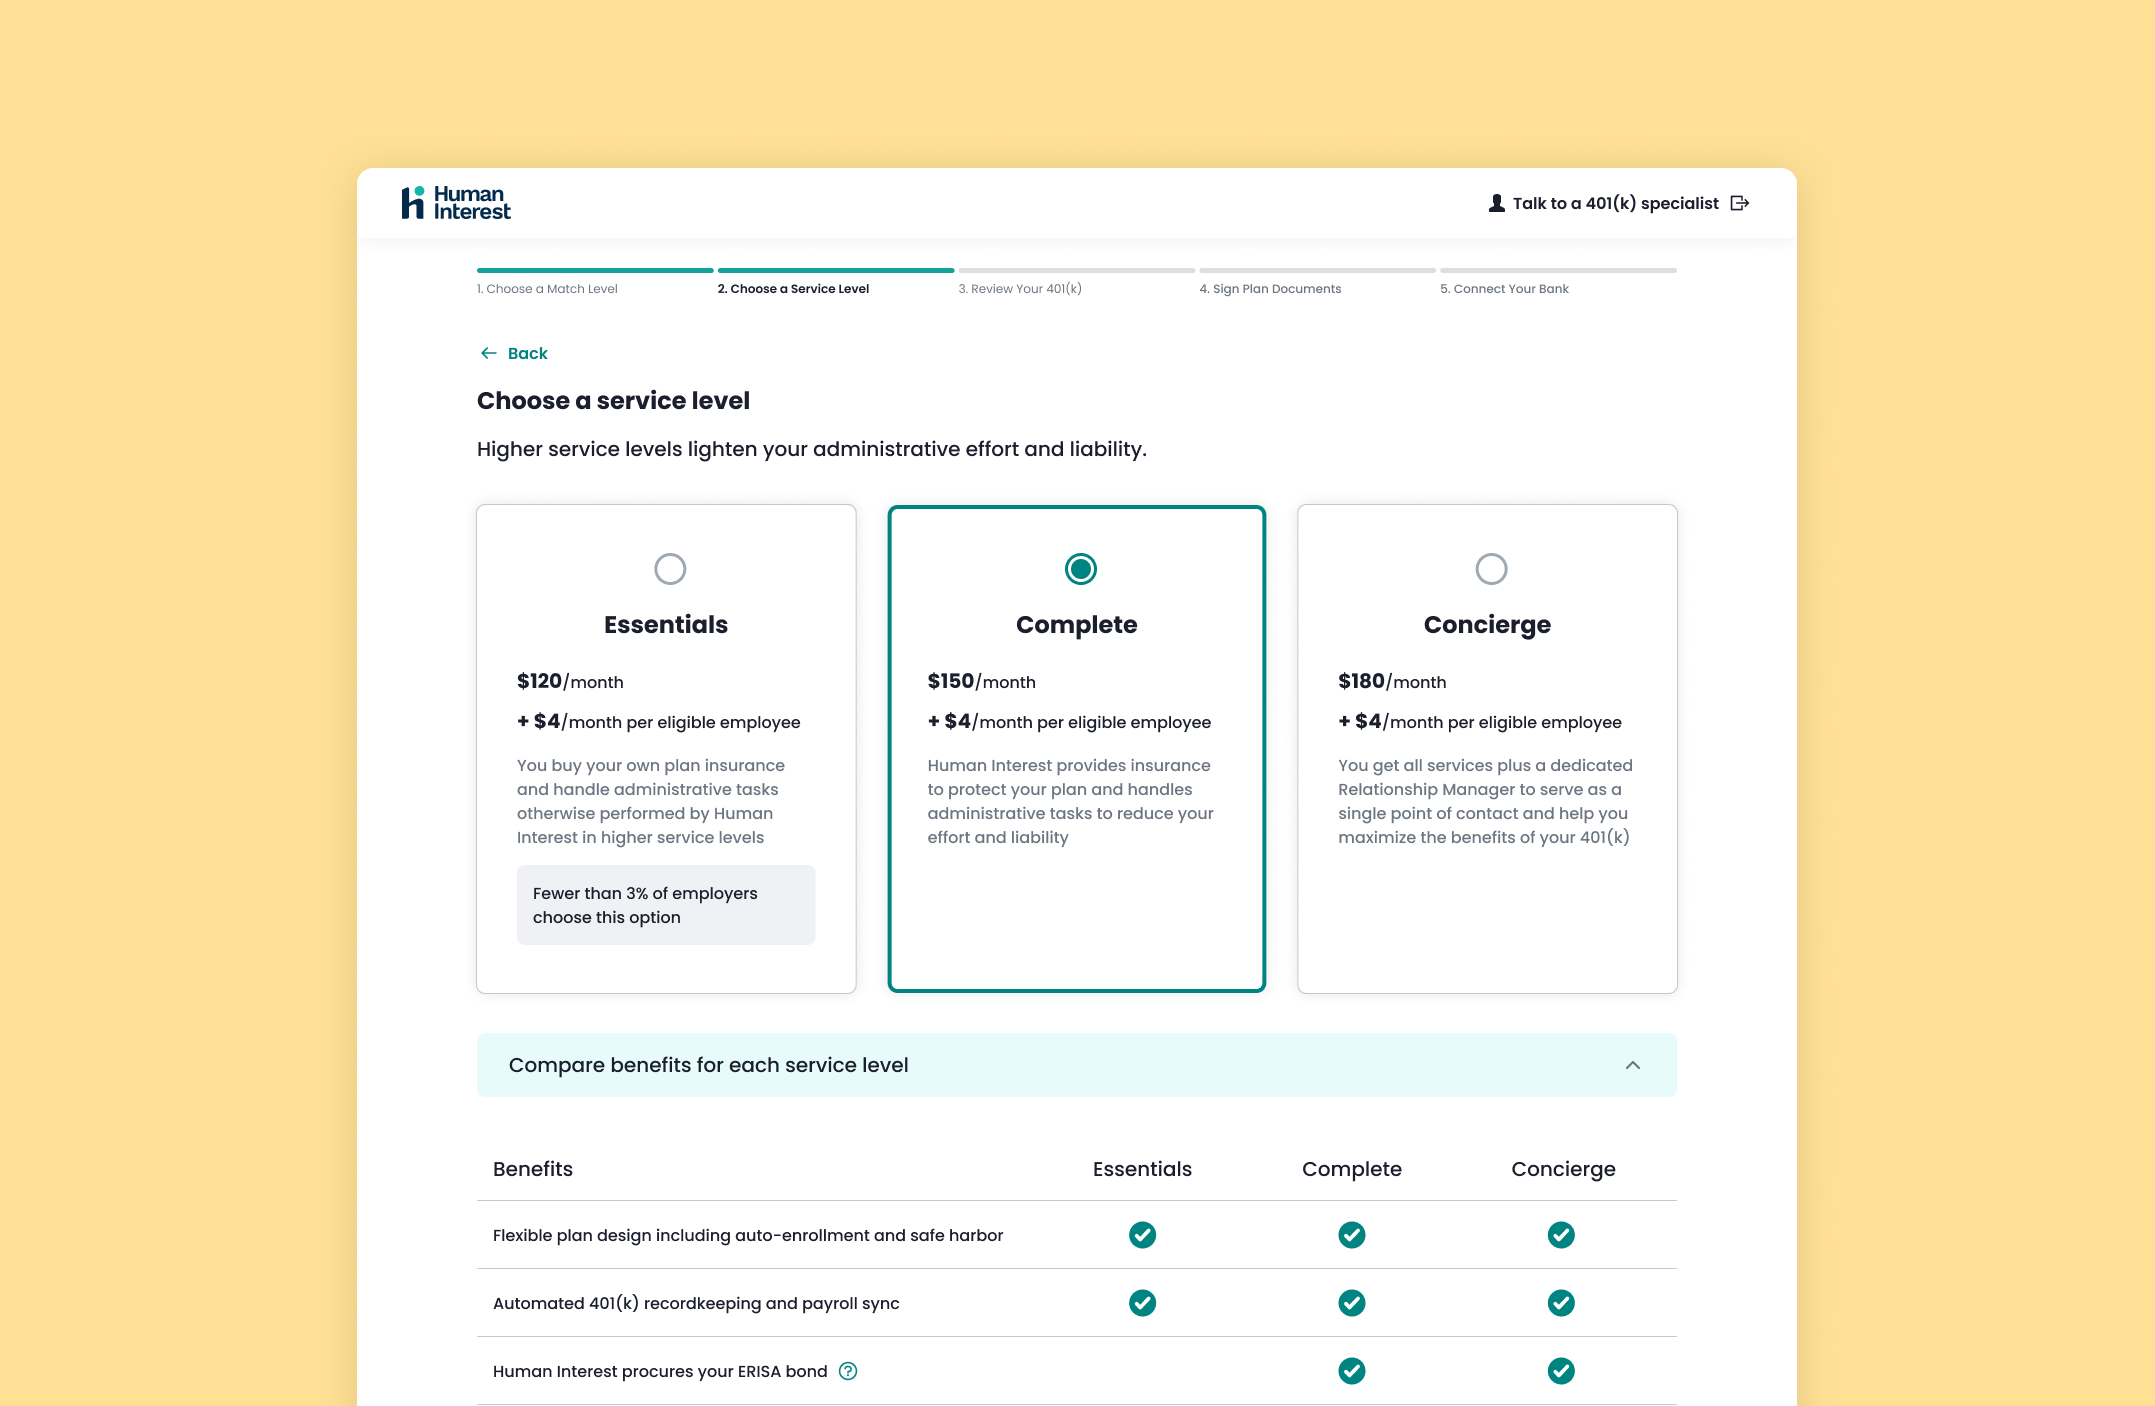 Human
Interest
Talk to a 401(k) specialist
1. Choose a Match Level
2. Choose a Service Level
3. Review Your 401(k)
4. Sign Plan Documents
5. Connect Your Bank
Back
Choose a service level
Higher service levels lighten your administrative effort and liability.
Essentials
$120/month
+ $4/month per eligible employee
You buy your own plan insurance
and handle administrative tasks
otherwise performed by Human
Interest in higher service levels
Fewer than 3% of employers
choose this option
Complete
$150/month
+ $4/month per eligible employee
Human Interest provides insurance
to protect your plan and handles
administrative tasks to reduce your
effort and liability
Concierge
$180/month
+ $4/month per eligible employee
You get all services plus a dedicated
Relationship Manager to serve as a
single point of contact and help you
maximize the benefits of your 401(k)
Compare benefits for each service level
Benefits Essentials Complete Concierge
Flexible plan design including auto-enrollment and safe harbor
Automated 401(k) recordkeeping and payroll sync
Human Interest procures your ERISA bond ?